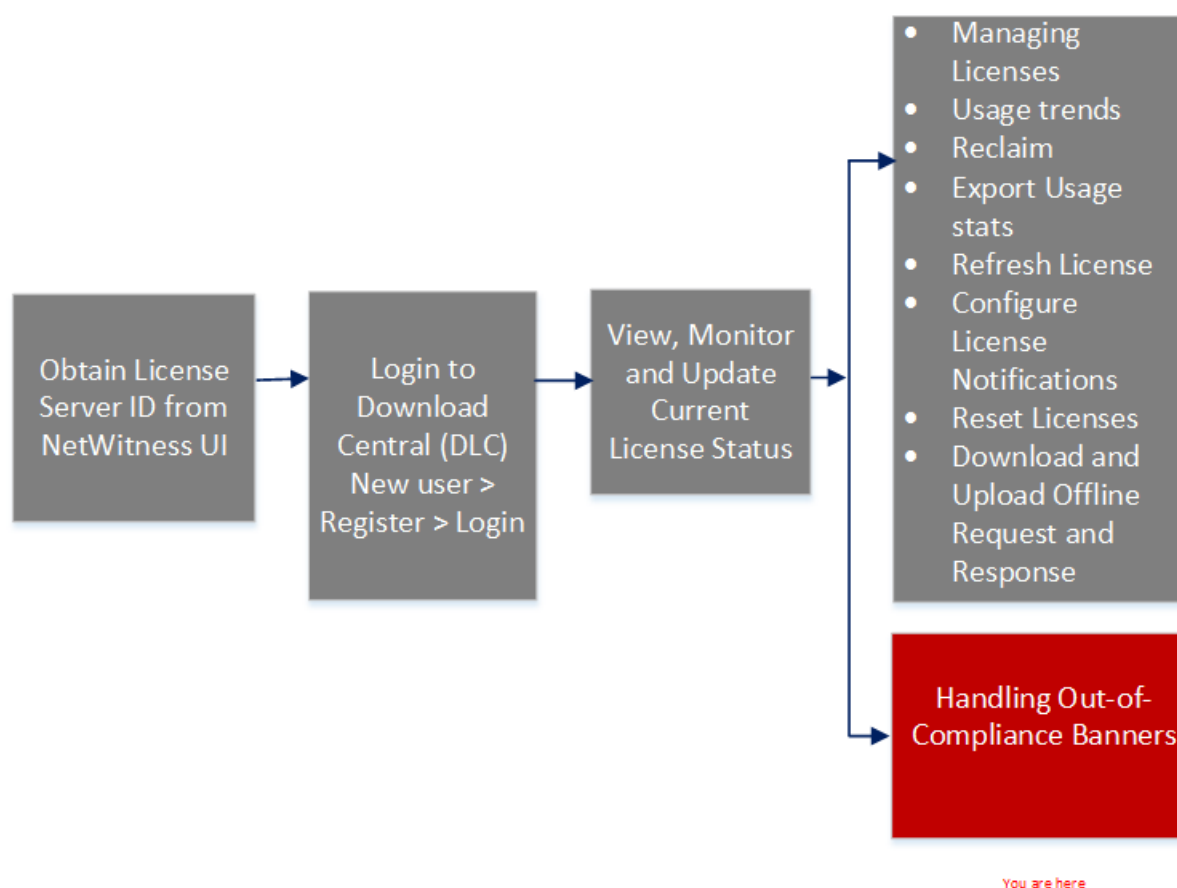 Obtain License
Server ID from
NetWitness UI
Login to
Download
Central (DLC)
New user >
Register > Login
View, Monitor
and Update
Current
License Status
• Managing
Licenses
• Usage trends
• Reclaim
• Export Usage
stats
• Refresh License
• Configure
License
Notifications
• Reset Licenses
• Download and
Upload Offline
Request and
Response
Handling Out-of-
Compliance Banners
You are here